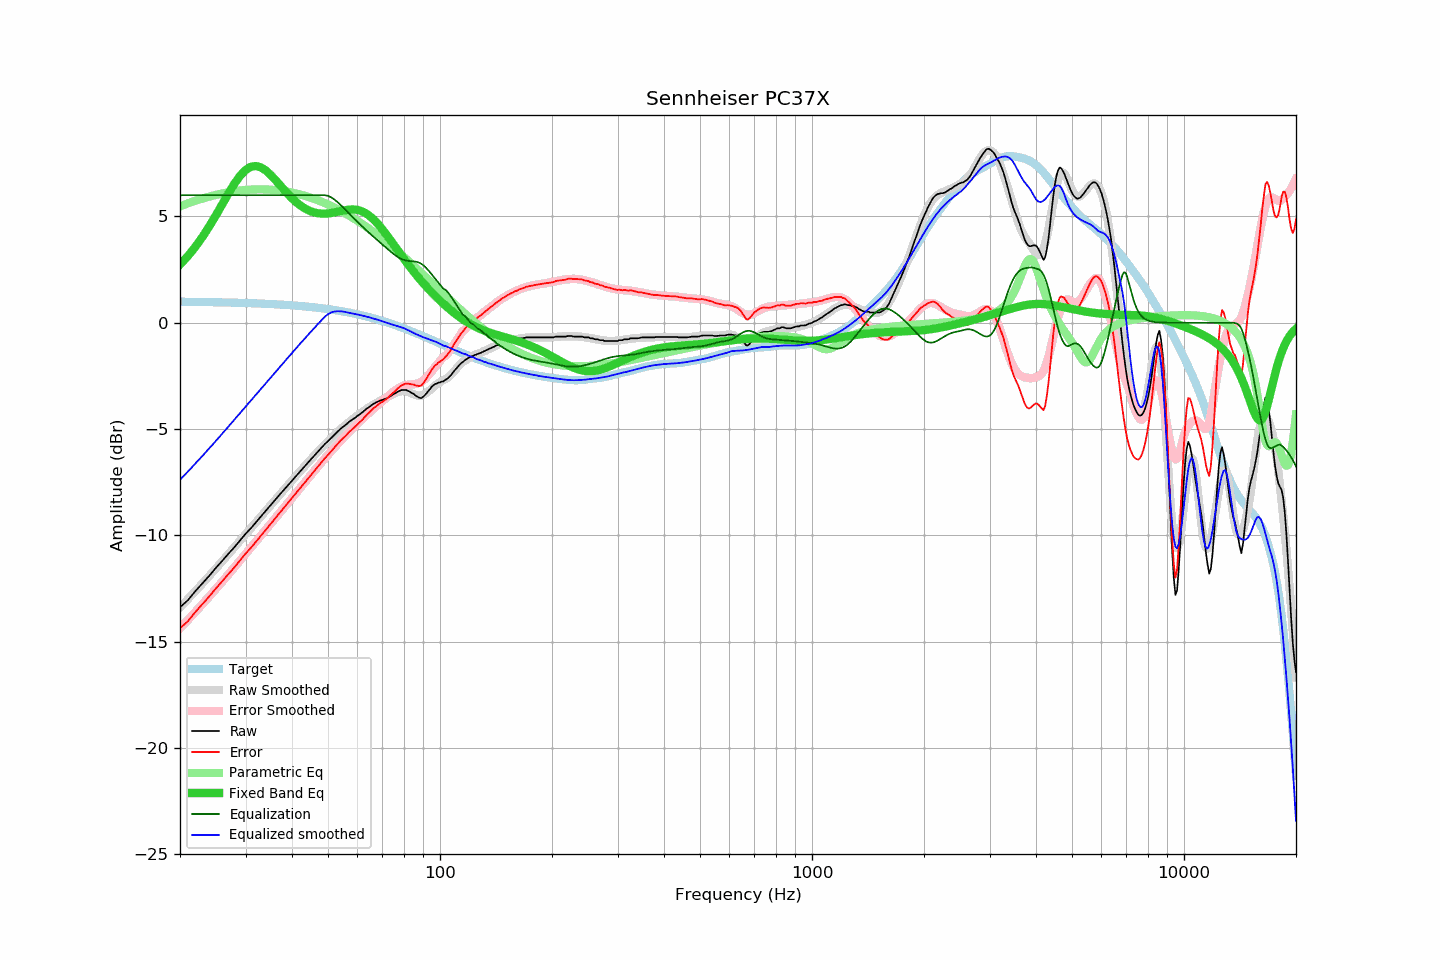 Sennheiser PC37X
Amplitude (dBr)
5
0
−5
−10
−15
−20
−25
Target
Raw Smoothed
Error Smoothed
Raw
Error
Parametric Eq
Fixed Band Eq
Equalization
Equalized smoothed
100
1000
10000
Frequency (Hz)